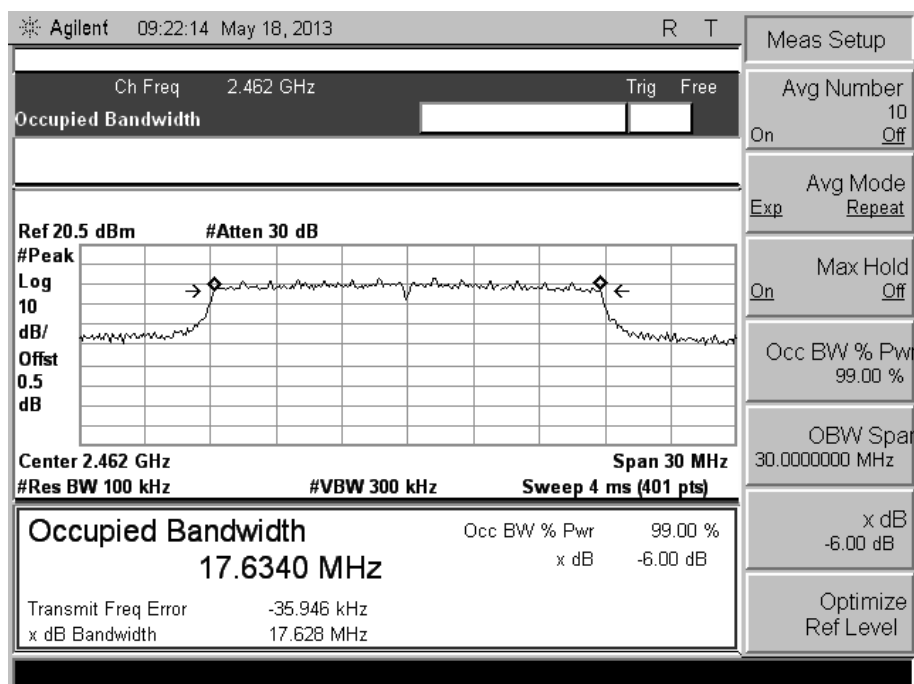 Agilent 09:22:14 May 18, 2013 R T
Ch Freq 2.462 GHz Trig Free
Occupied Bandwidth
Ref 20.5 dBm #Atten 30 dB
#Peak
Log
10
dB/
Offst
0.5
dB
Center 2.462 GHz Span 30 MHz
#Res BW 100 kHz #VBW 300 kHz Sweep 4 ms (401 pts)
Occupied Bandwidth
17.6340 MHz
Occ BW % Pwr 99.00 %
x dB -6.00 dB
Transmit Freq Error -35.946 kHz
x dB Bandwidth 17.628 MHz
Meas Setup
Avg Number
10
On Off
Avg Mode
Exp Repeat
Max Hold
On Off
Occ BW % Pwr
99.00 %
OBW Span
30.0000000 MHz
x dB
-6.00 dB
Optimize
Ref Level